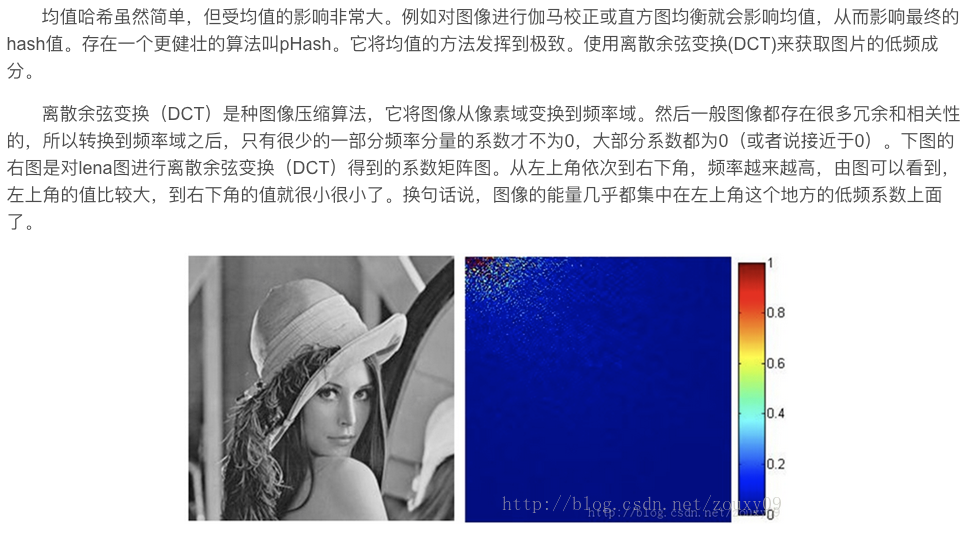 均值哈希虽然简单，但受均值的影响非常大。例如对图像进行伽马校正或直方图均衡就会影响均值，从而影响最终的
hash值。存在一个更健壮的算法叫pHash。它将均值的方法发挥到极致。使用离散余弦变换(DCT)来获取图片的低频成
分。
离散余弦变换（DCT）是种图像压缩算法，它将图像从像素域变换到频率域。然后一般图像都存在很多冗余和相关性
的，所以转换到频率域之后，只有很少的一部分频率分量的系数才不为0，大部分系数都为0（或者说接近于0）。下图的
右图是对lena图进行离散余弦变换（DCT）得到的系数矩阵图。从左上角依次到右下角，频率越来越高，由图可以看到，
左上角的值比较大，到右下角的值就很小很小了。换句话说，图像的能量几乎都集中在左上角这个地方的低频系数上面
了。
1
0.8
0.6
0.4
0.2
0
http://blog.csdn.net/zouxy09
http://blog.csdn.net/zouxy09